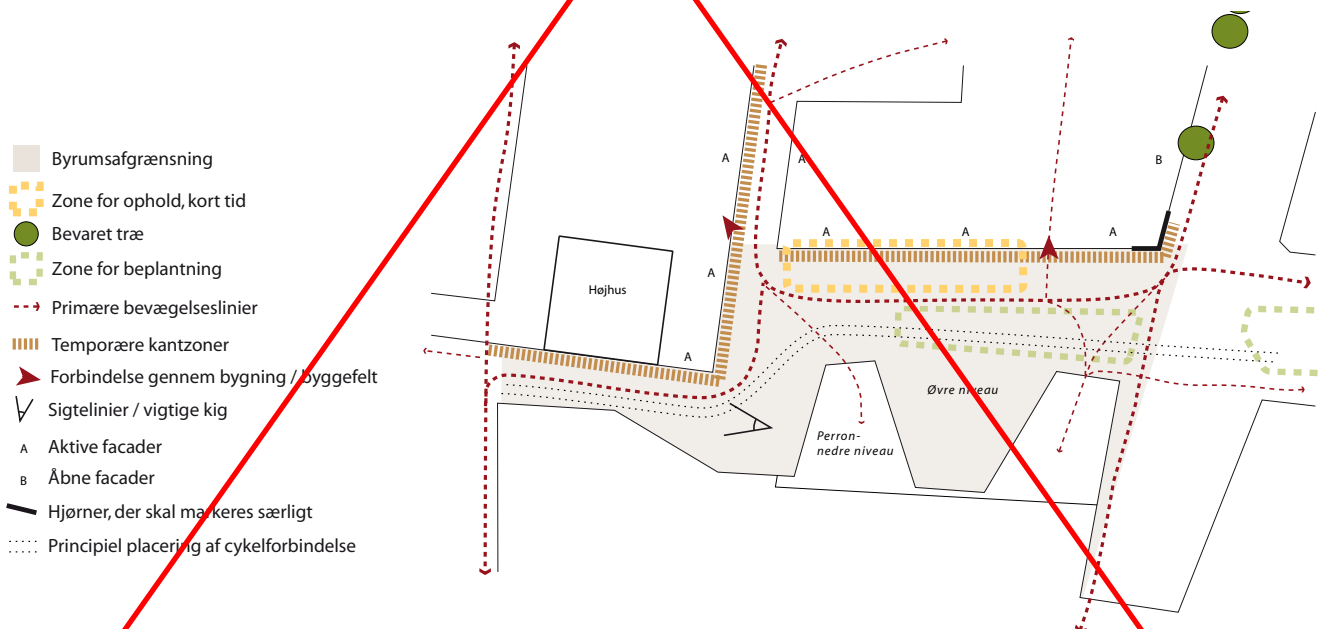 Byrumsafgrænsning
Zone for ophold, kort tid
Bevaret træ
Zone for beplantning
Primære bevægelseslinier
Temporære kantzoner
Forbindelse gennem bygning / byggefelt
Sigtelinier / vigtige kig
A Aktive facader
B Åbne facader
Hjørner, der skal markeres særligt
Principiel placering af cykelforbindelse
A
A
B
A
A
A
A
Højhus
A
Øvre niveau
Perron-
nedre niveau